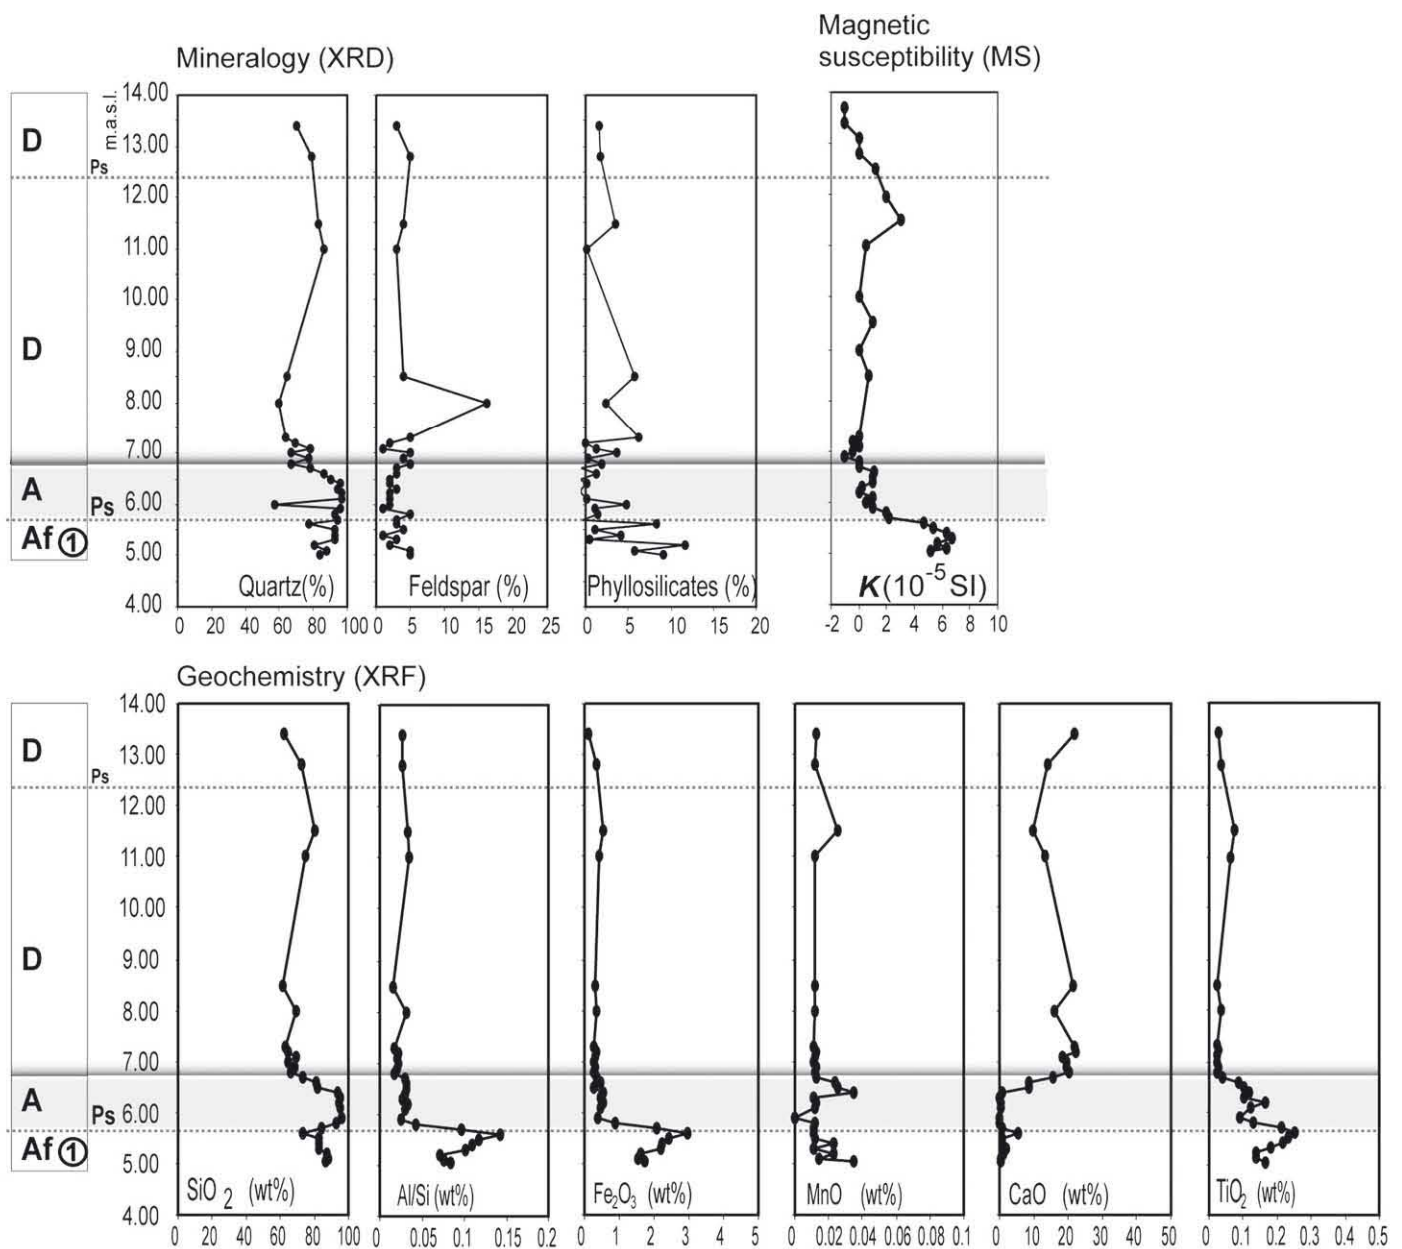 Magnetic
susceptibility (MS)
Mineralogy (XRD)
m.a.s.l.
14.00
13.00
12.00
11.00
10.00
9.00
8.00
7.00
6.00
5.00
4.00
D
Ps
D
A
Ps
Af 1
Quartz(%)
Feldspar (%)
Phyllosilicates (%)
K(10⁻⁵SI)
0 20 40 60 80 100
0 5 10 15 20 25
0 5 10 15 20
-2 0 2 4 6 8 10
Geochemistry (XRF)
14.00
13.00
12.00
11.00
10.00
9.00
8.00
7.00
6.00
5.00
4.00
D
Ps
D
A
Ps
Af 1
SiO₂ (wt%)
Al/Si (wt%)
Fe₂O₃ (wt%)
MnO (wt%)
CaO (wt%)
TiO₂ (wt%)
0 20 40 60 80 100
0 0.05 0.1 0.15 0.2
0 1 2 3 4 5
0 0.02 0.04 0.06 0.08 0.1
0 10 20 30 40 50
0 0.1 0.2 0.3 0.4 0.5